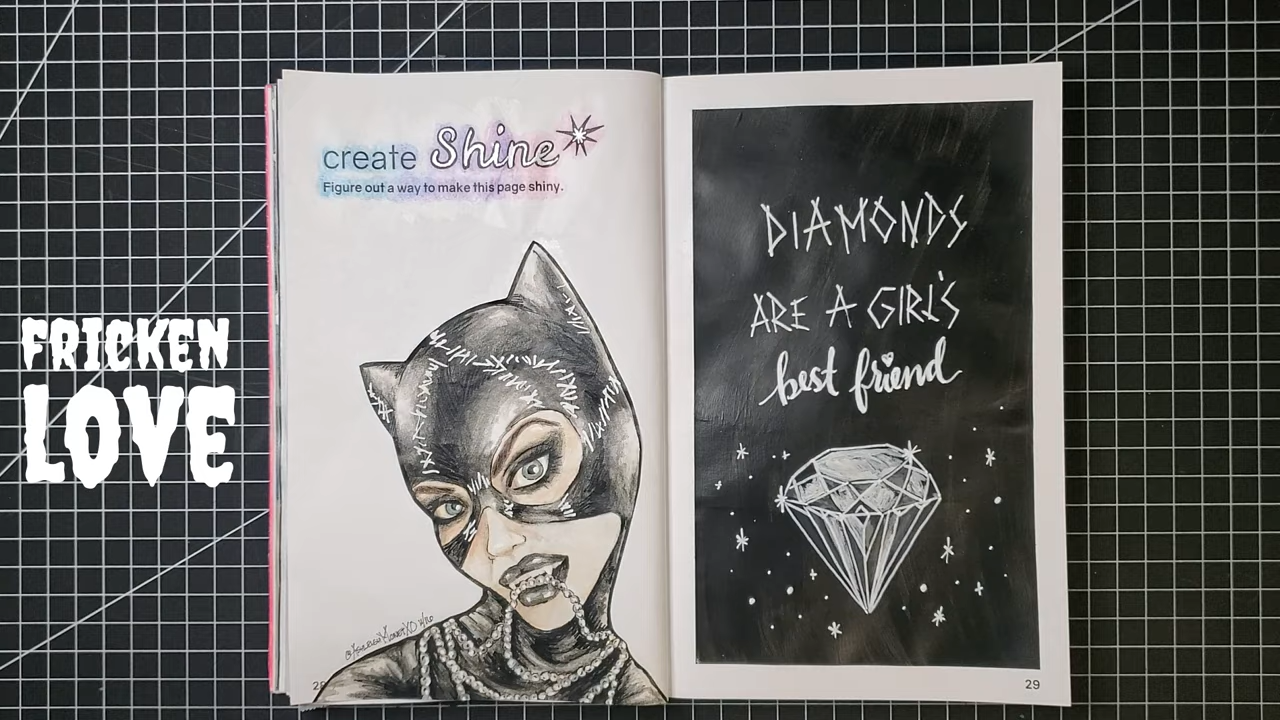 FRICKEN
LOVE
create Shine
Figure out a way to make this page shiny.
DIAMONDS
ARE A GIRL'S
best friend
29